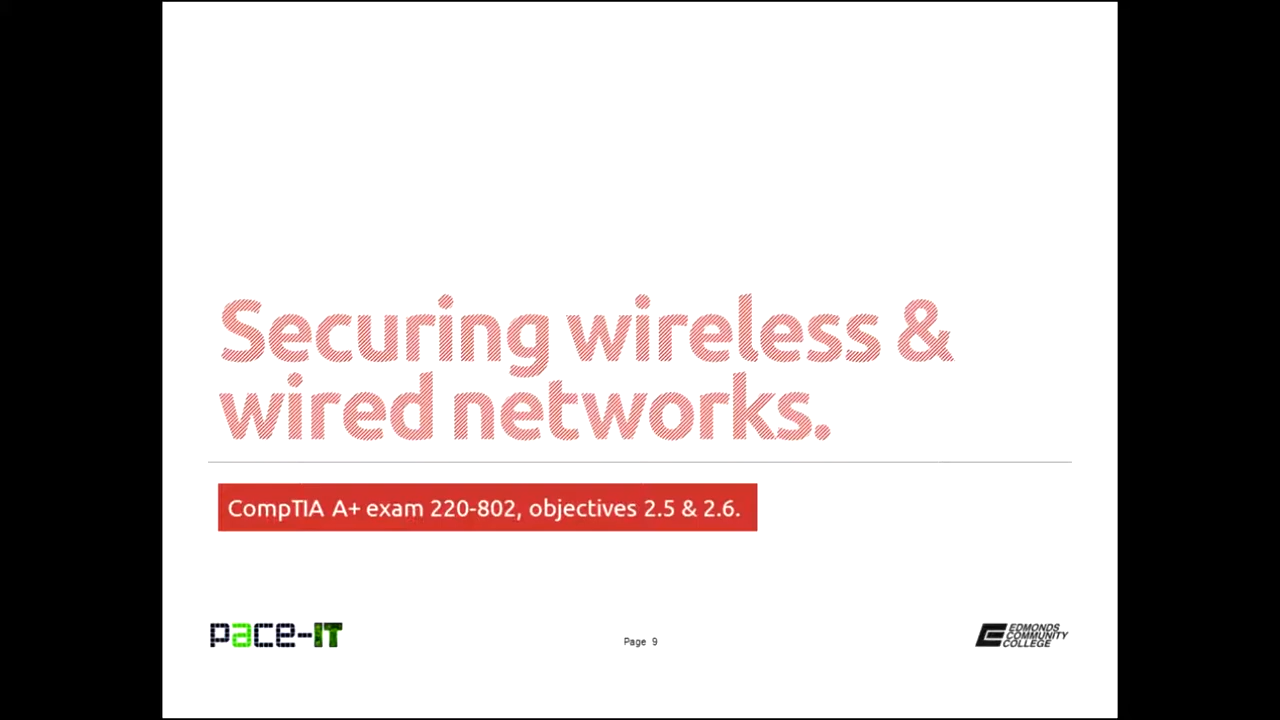 Securing wireless &
wired networks.
CompTIA A+ exam 220-802, objectives 2.5 & 2.6.
pace-IT
Page 9
EDMONDS
COMMUNITY
COLLEGE